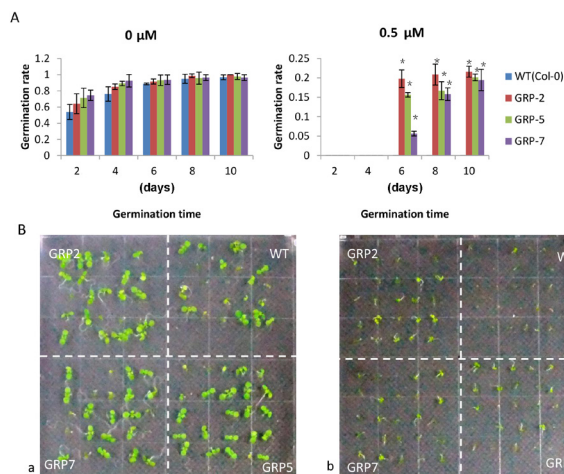 A
0 µM
0.5 µM
Germination rate
1.2
1
0.8
0.6
0.4
0.2
0
2 4 6 8 10
(days)
Germination rate
0.25
0.2
0.15
0.1
0.05
0
* * * * * * * * *
2 4 6 8 10
(days)
WT(Col-0)
GRP-2
GRP-5
GRP-7
Germination time
Germination time
B
GRP2
WT
GRP7
GRP5
a
GRP2
W
GRP7
GR
b